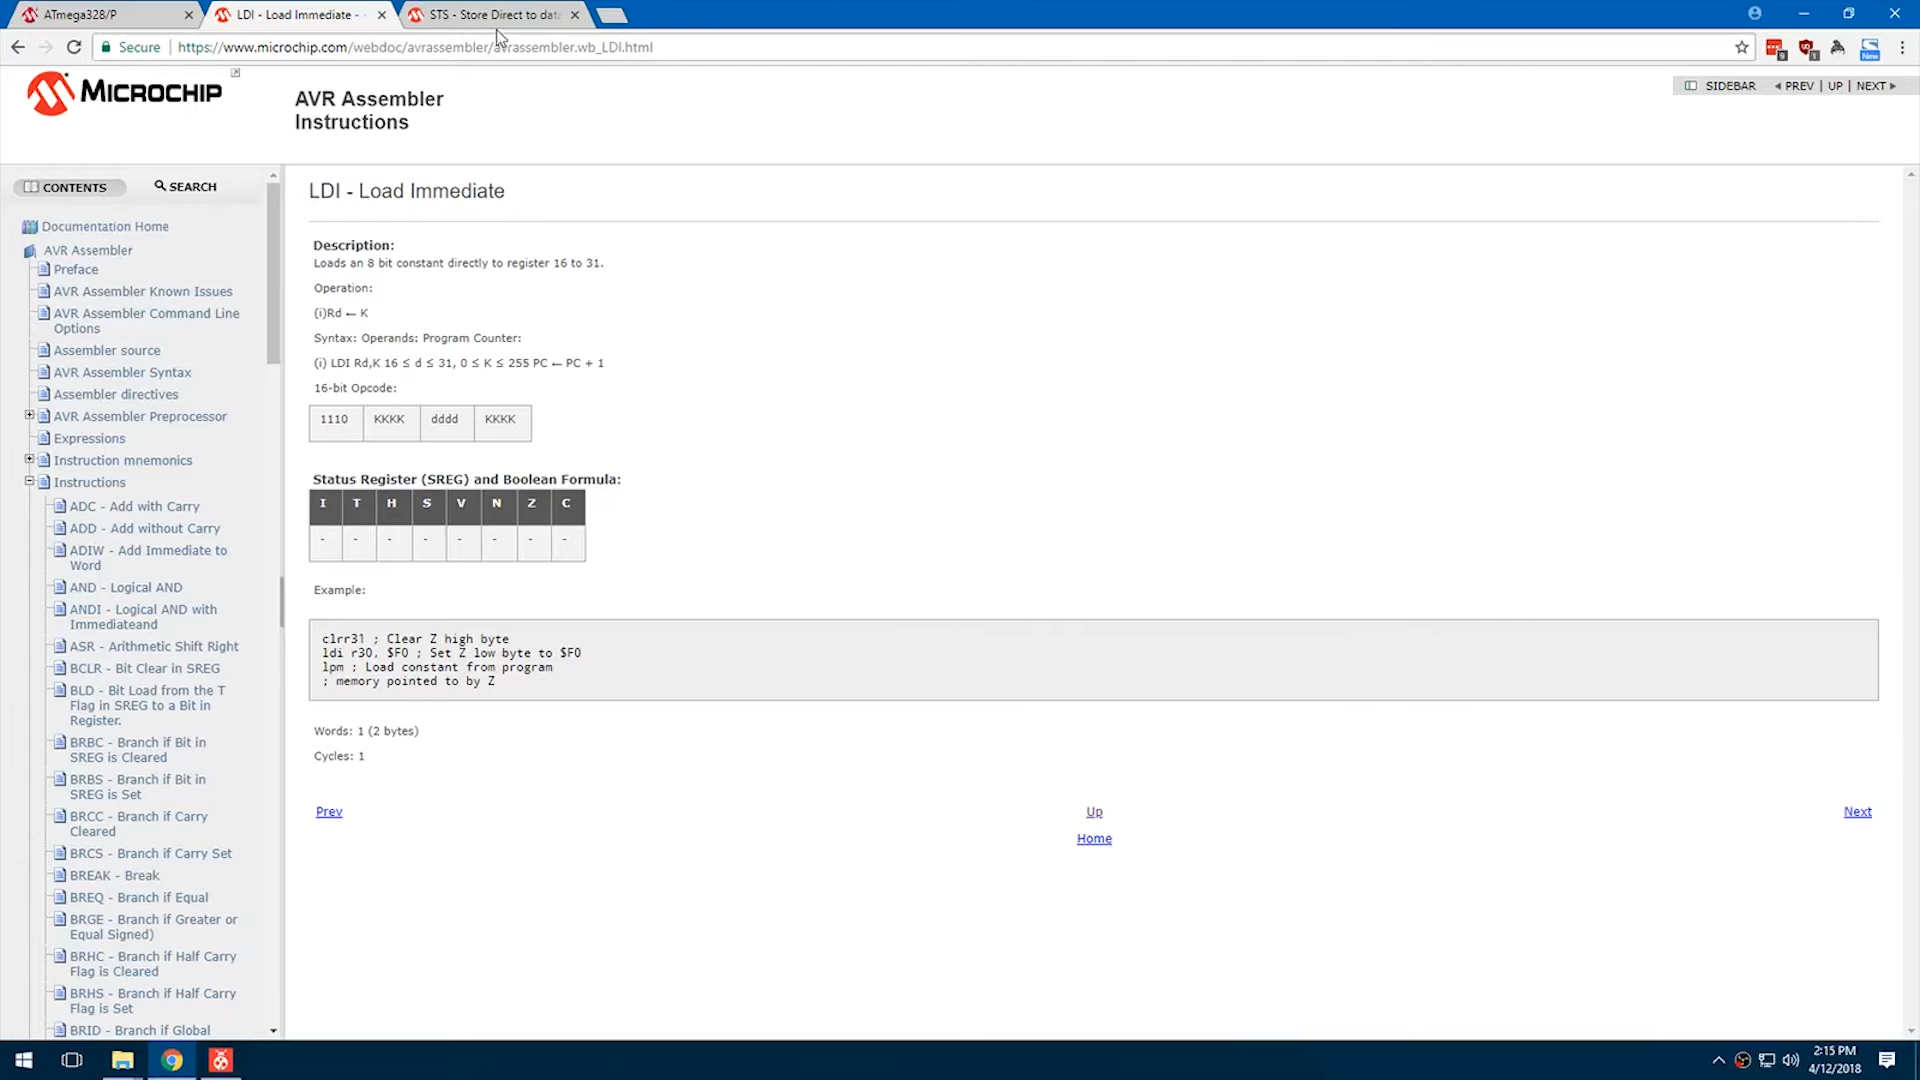 ATmega328/P
LDI - Load Immediate -
STS - Store Direct to data
Secure
https://www.microchip.com/webdoc/avrassembler/avrassembler.wb_LDI.html
9
1
New
MICROCHIP
AVR Assembler
Instructions
SIDEBAR
PREV | UP | NEXT
CONTENTS
SEARCH
Documentation Home
AVR Assembler
Preface
AVR Assembler Known Issues
AVR Assembler Command Line
Options
Assembler source
AVR Assembler Syntax
Assembler directives
AVR Assembler Preprocessor
Expressions
Instruction mnemonics
Instructions
ADC - Add with Carry
ADD - Add without Carry
ADIW - Add Immediate to
Word
AND - Logical AND
ANDI - Logical AND with
Immediateand
ASR - Arithmetic Shift Right
BCLR - Bit Clear in SREG
BLD - Bit Load from the T
Flag in SREG to a Bit in
Register.
BRBC - Branch if Bit in
SREG is Cleared
BRBS - Branch if Bit in
SREG is Set
BRCC - Branch if Carry
Cleared
BRCS - Branch if Carry Set
BREAK - Break
BREQ - Branch if Equal
BRGE - Branch if Greater or
Equal Signed)
BRHC - Branch if Half Carry
Flag is Cleared
BRHS - Branch if Half Carry
Flag is Set
BRID - Branch if Global
LDI - Load Immediate
Description:
Loads an 8 bit constant directly to register 16 to 31.
Operation:
(i)Rd ← K
Syntax: Operands: Program Counter:
(i) LDI Rd,K 16 ≤ d ≤ 31, 0 ≤ K ≤ 255 PC ← PC + 1
16-bit Opcode:
1110 KKKK dddd KKKK
Status Register (SREG) and Boolean Formula:
I T H S V N Z C
- - - - - - - -
Example:
clrr31 ; Clear Z high byte
ldi r30, $F0 ; Set Z low byte to $F0
lpm ; Load constant from program
; memory pointed to by Z
Words: 1 (2 bytes)
Cycles: 1
Prev
Up
Next
Home
2:15 PM
4/12/2018